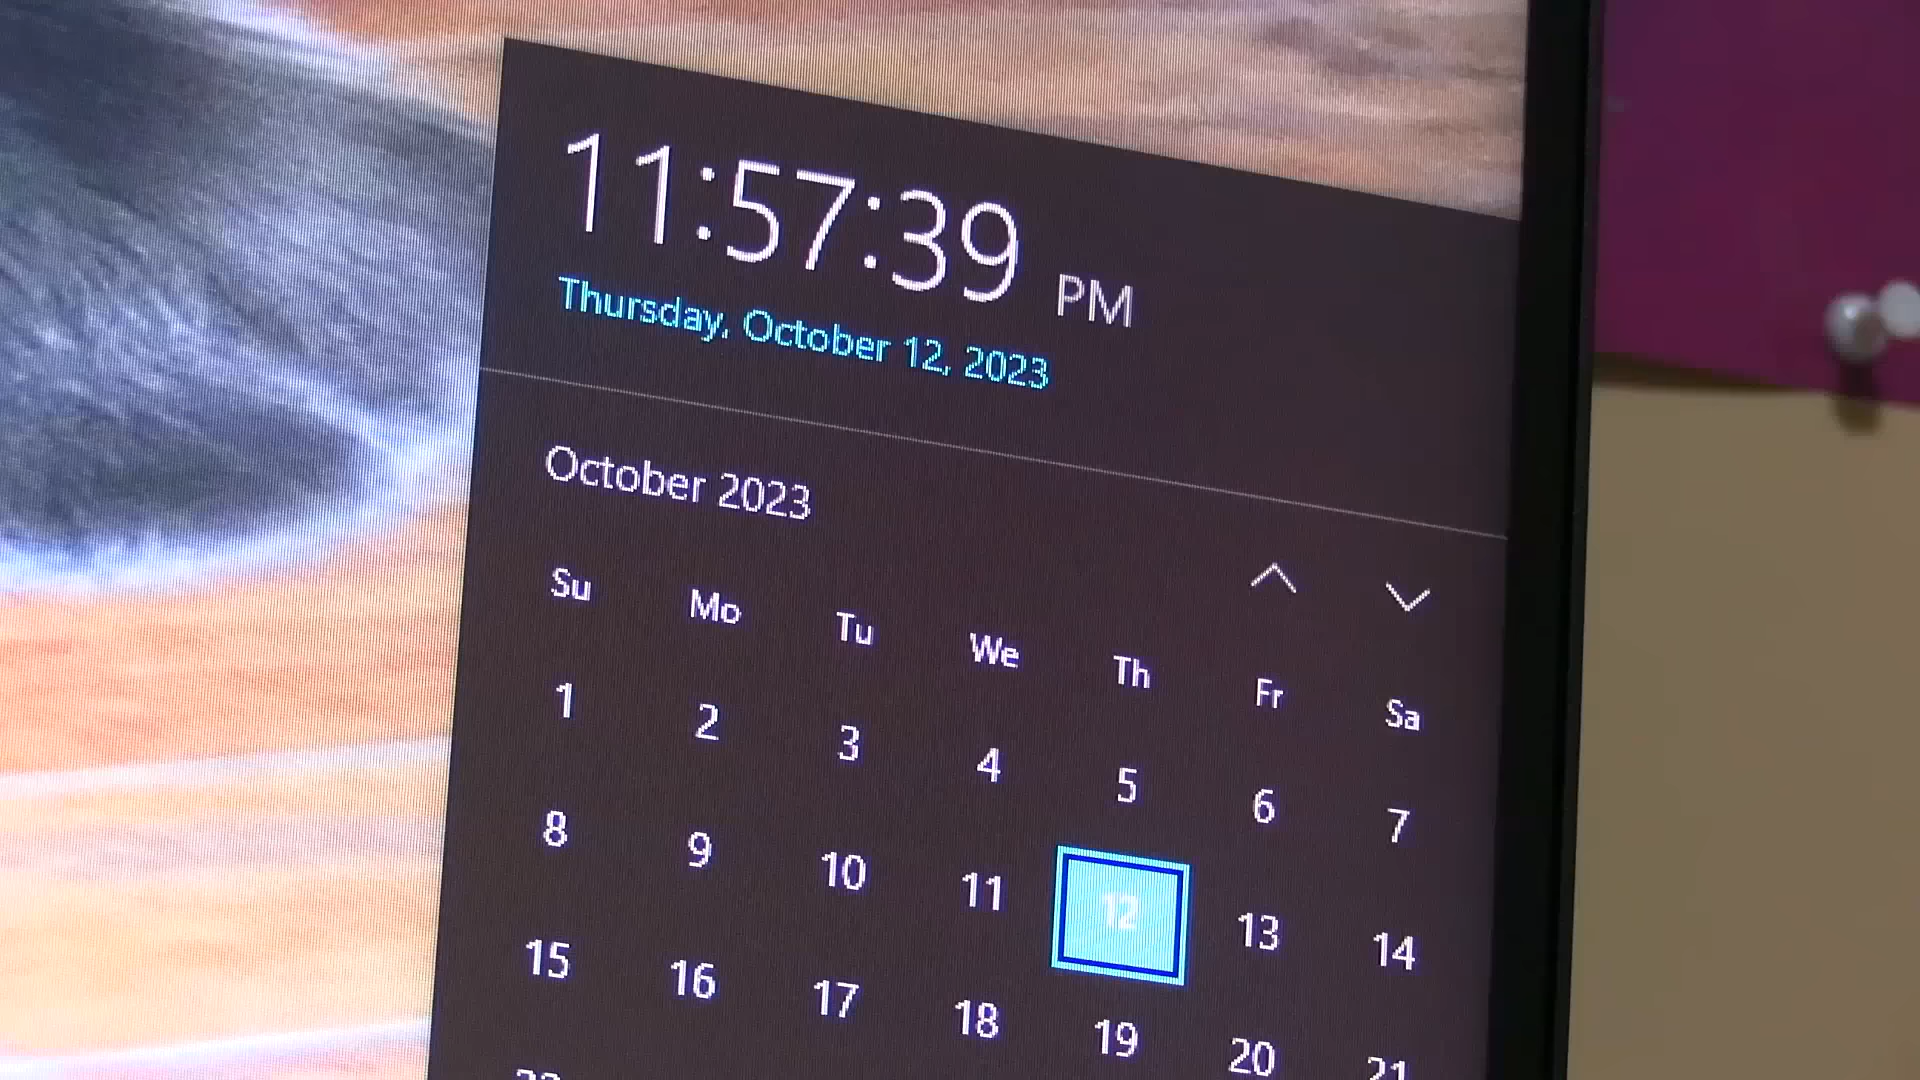 11:57:39 PM
Thursday, October 12, 2023
October 2023
Su Mo Tu We Th Fr Sa
1 2 3 4 5 6 7
8 9 10 11 12 13 14
15 16 17 18 19 20 21